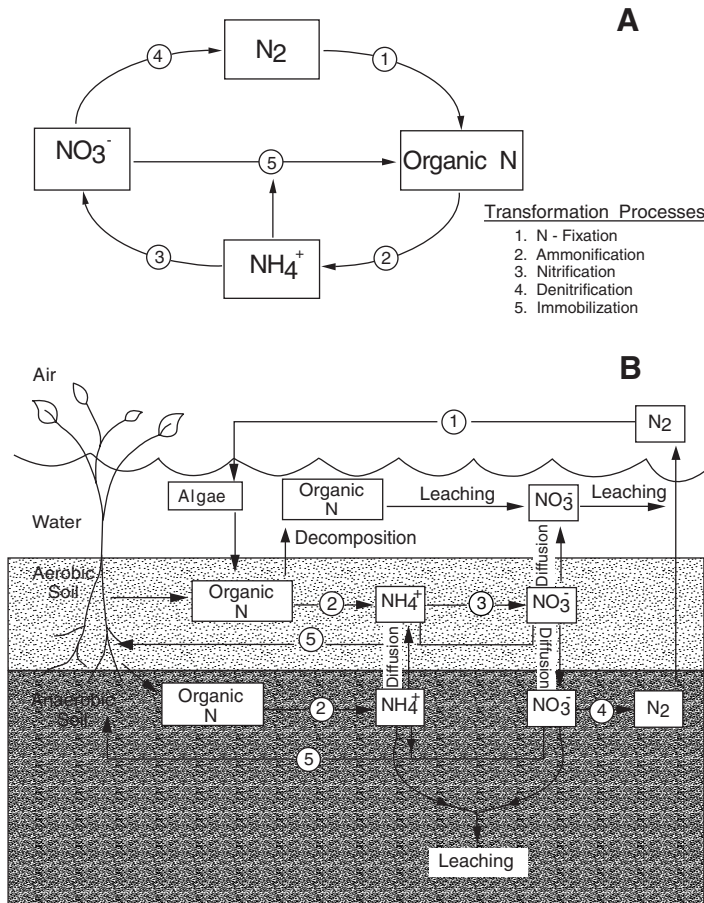 A
④ N2 ①
NO3⁻ ⑤ Organic N
③ NH4⁺ ②
Transformation Processes
1. N - Fixation
2. Ammonification
3. Nitrification
4. Denitrification
5. Immobilization
B
Air
① N2
Algae
Organic
N
Leaching
NO3⁻
Leaching
Water
Decomposition
Diffusion
Aerobic
Soil
Organic
N
②
NH4⁺
③
NO3⁻
⑤
Diffusion
Diffusion
Anaerobic
Soil
Organic
N
②
NH4⁺
NO3⁻
④
N2
⑤
Leaching